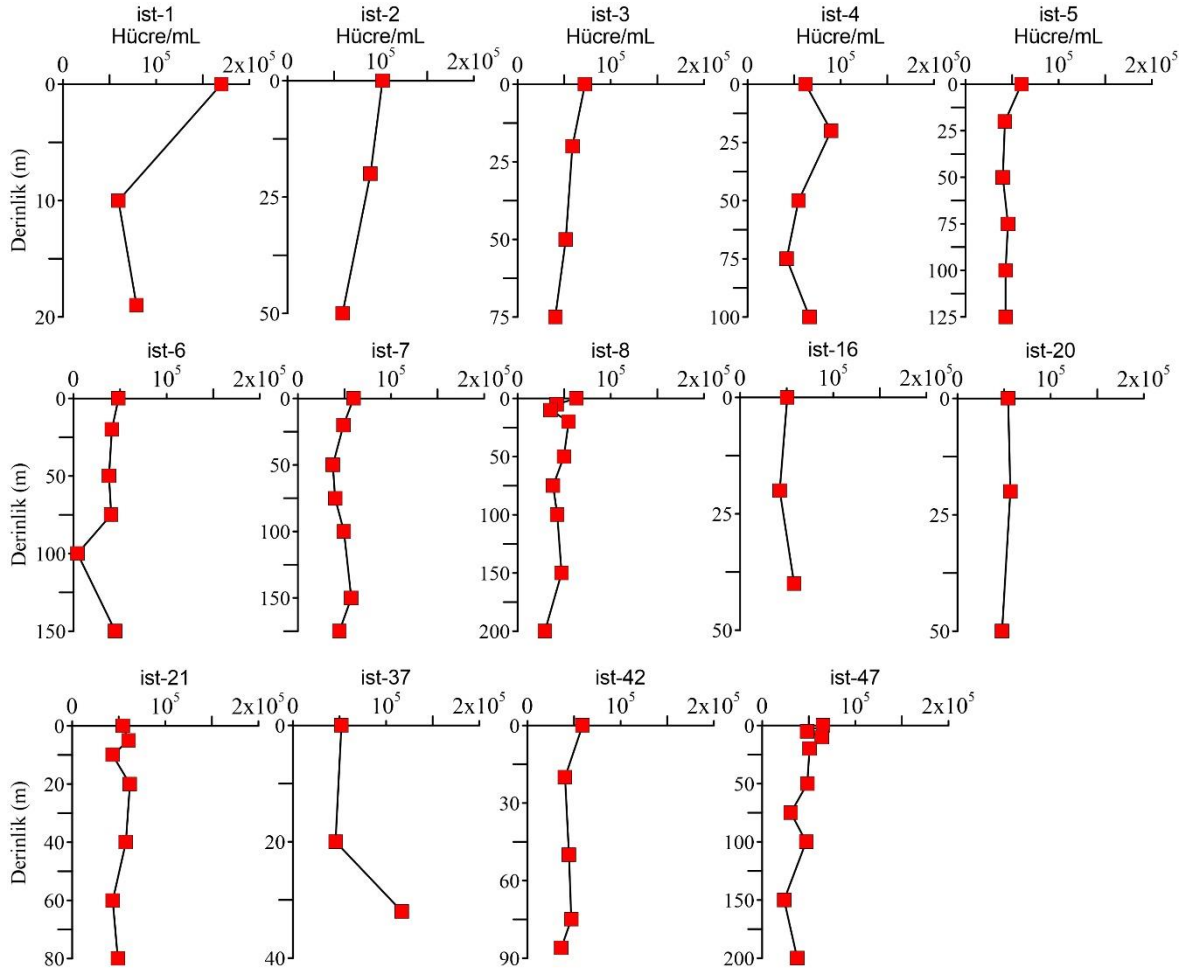 ist-1 ist-2 ist-3 ist-4 ist-5
Hücre/mL Hücre/mL Hücre/mL Hücre/mL Hücre/mL
0 10⁵ 2x10⁵ 0 10⁵ 2x10⁵ 0 10⁵ 2x10⁵ 0 10⁵ 2x10⁵ 0 10⁵ 2x10⁵
0 0 0 0 0
25 25
25 25 50
Derinlik (m) 10 50 50 75
75 100
20 50 75 100 125
ist-6 ist-7 ist-8 ist-16 ist-20
0 10⁵ 2x10⁵ 0 10⁵ 2x10⁵ 0 10⁵ 2x10⁵ 0 10⁵ 2x10⁵ 0 10⁵ 2x10⁵
0 0 0 0 0
50 50 50 25 25
Derinlik (m) 100 100 100
150 150
150 200 50 50
ist-21 ist-37 ist-42 ist-47
0 10⁵ 2x10⁵ 0 10⁵ 2x10⁵ 0 10⁵ 2x10⁵ 0 10⁵ 2x10⁵
0 0 0 0
20 30 50
Derinlik (m) 40 20 100
60 60 150
80 40 90 200